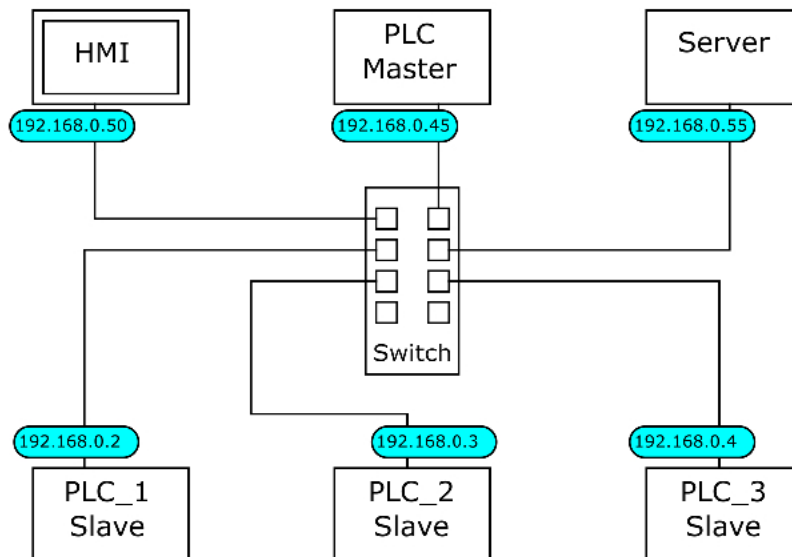 HMI
PLC
Master
Server
192.168.0.50
192.168.0.45
192.168.0.55
Switch
192.168.0.2
192.168.0.3
192.168.0.4
PLC_1
Slave
PLC_2
Slave
PLC_3
Slave